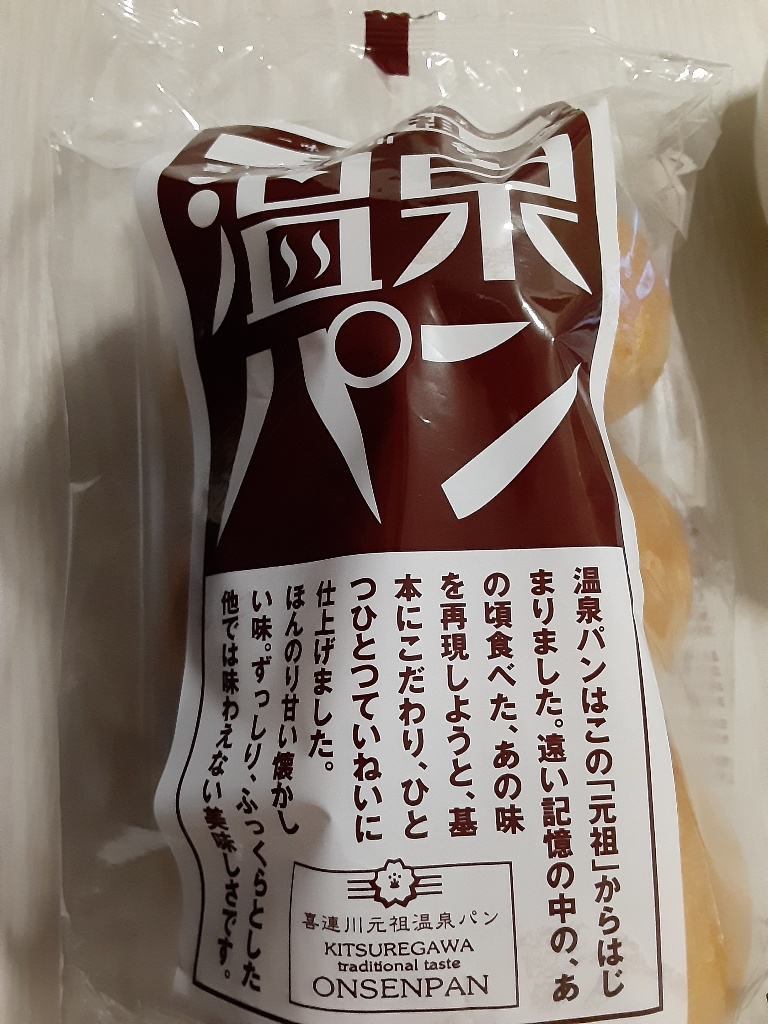 温泉
パン
温泉パンはこの「元祖」からはじ
まりました。遠い記憶の中の、あ
の頃食べた、あの味
を再現しようと、基
本にこだわり、ひと
つひとつていねいに
仕上げました。
ほんのり甘い懐かし
い味。ずっしり、ふっくらとした
他では味わえない美味しさです。
喜連川元祖温泉パン
KITSUREGAWA
traditional taste
ONSENPAN